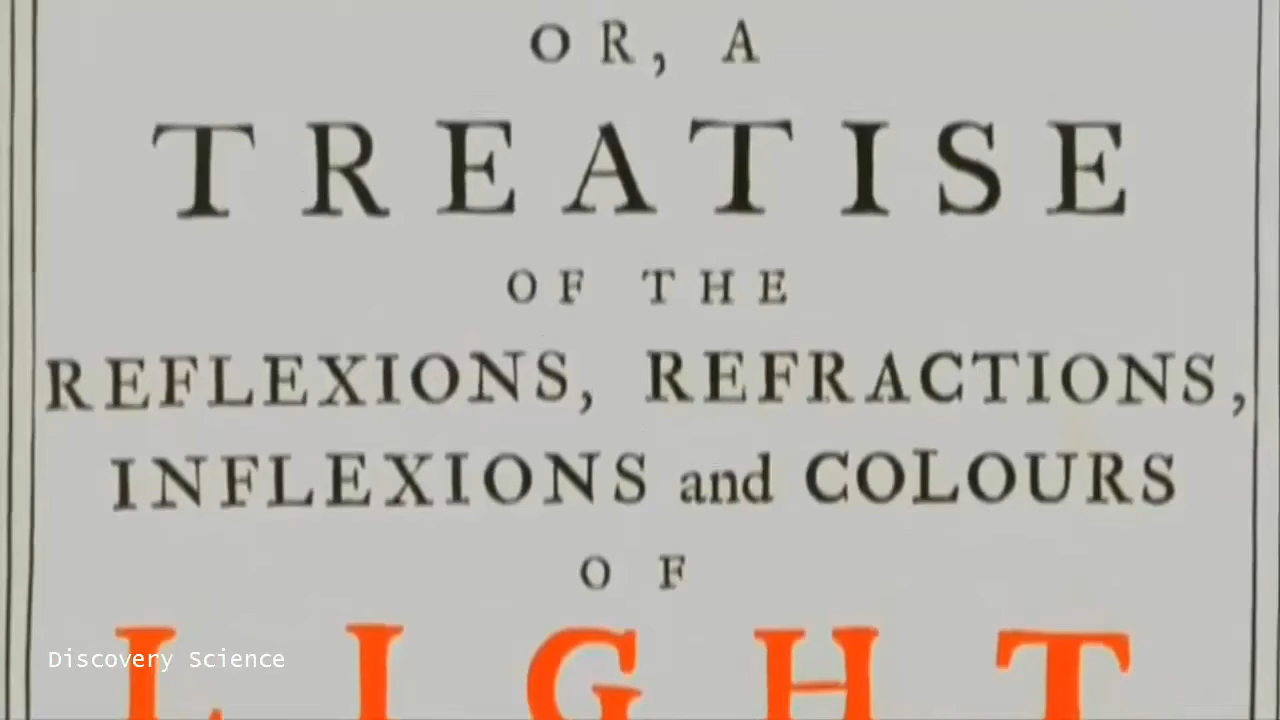 OR, A
TREATISE
OF THE
REFLEXIONS, REFRACTIONS,
INFLEXIONS and COLOURS
OF
LIGHT
Discovery Science